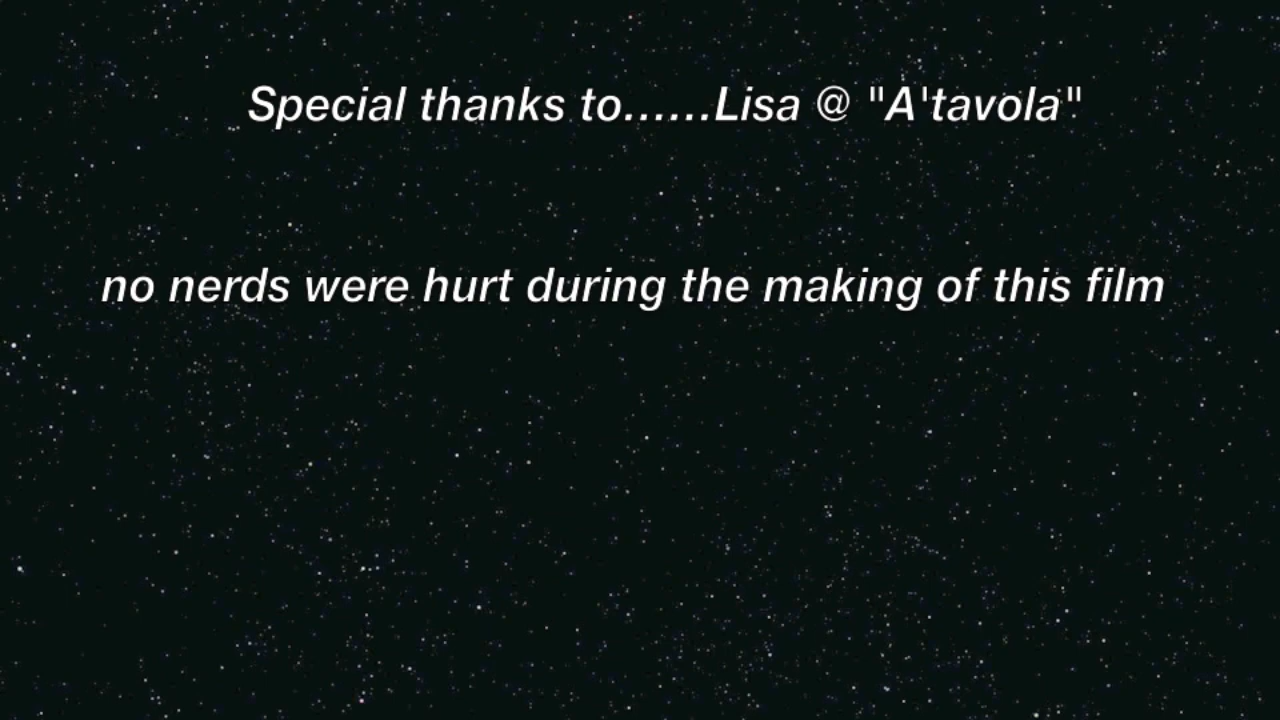 Special thanks to......Lisa @ "A'tavola"
no nerds were hurt during the making of this film